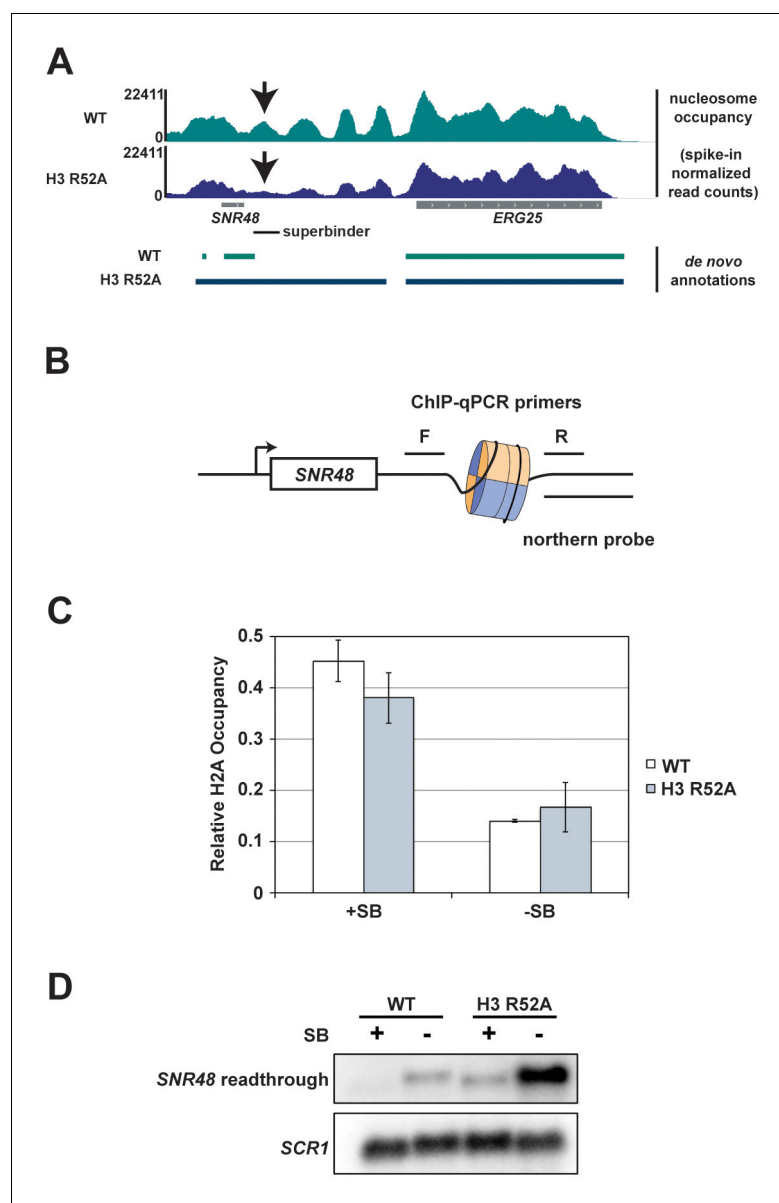 A
22411
WT
0
nucleosome
occupancy
22411
H3 R52A
0
(spike-in
normalized
read counts)
SNR48
ERG25
superbinder
WT
H3 R52A
de novo
annotations
B
ChIP-qPCR primers
F
R
SNR48
northern probe
C
Relative H2A Occupancy
0.5
0.4
0.3
0.2
0.1
0
+SB
-SB
WT
H3 R52A
D
WT
H3 R52A
SB
+
-
+
-
SNR48 readthrough
SCR1